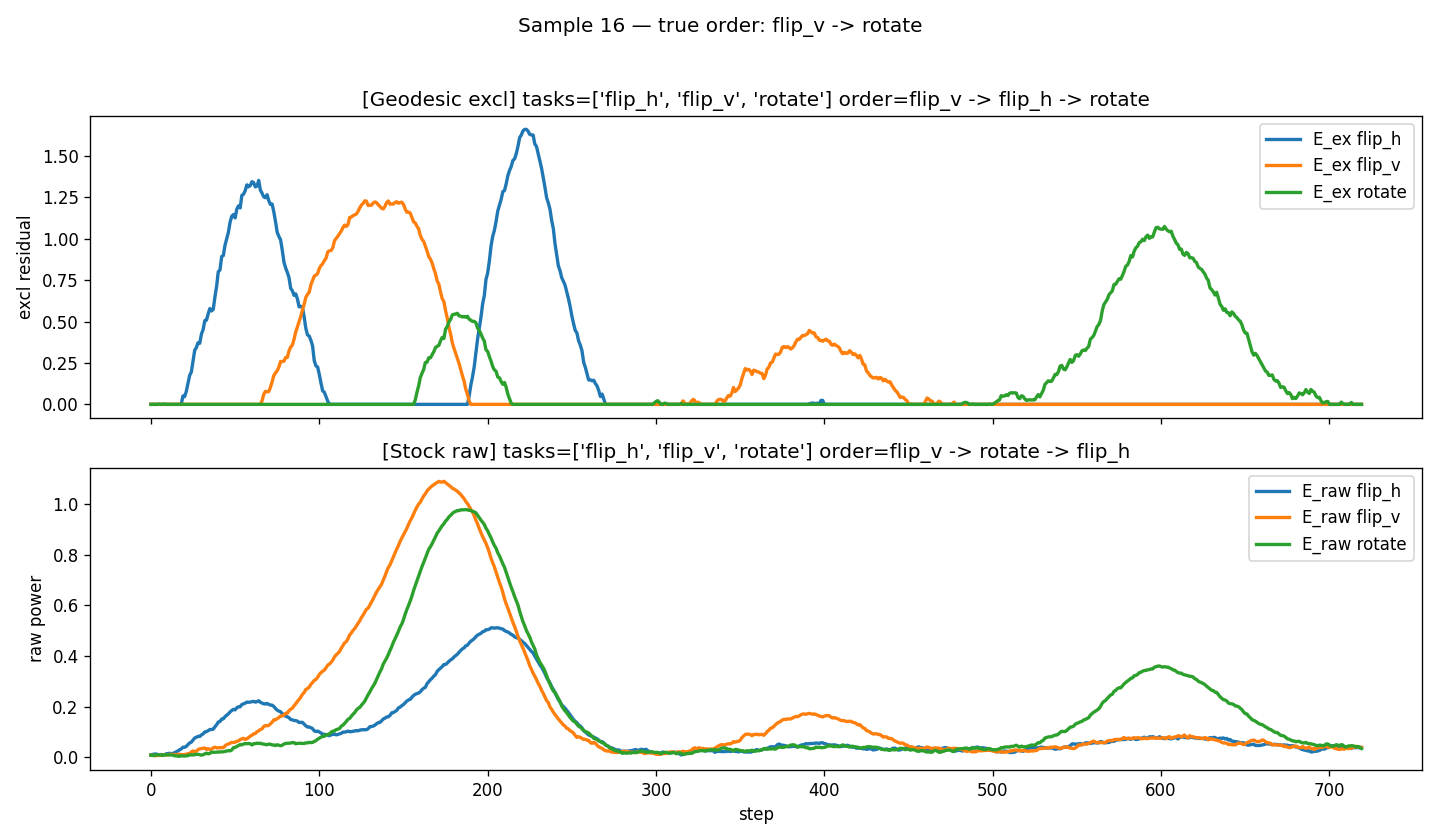 Sample 16 — true order: flip_v -> rotate
[Geodesic excl] tasks=['flip_h', 'flip_v', 'rotate'] order=flip_v -> flip_h -> rotate
excl residual
1.50
1.25
1.00
0.75
0.50
0.25
0.00
E_ex flip_h
E_ex flip_v
E_ex rotate
[Stock raw] tasks=['flip_h', 'flip_v', 'rotate'] order=flip_v -> rotate -> flip_h
raw power
1.0
0.8
0.6
0.4
0.2
0.0
E_raw flip_h
E_raw flip_v
E_raw rotate
0 100 200 300 400 500 600 700
step